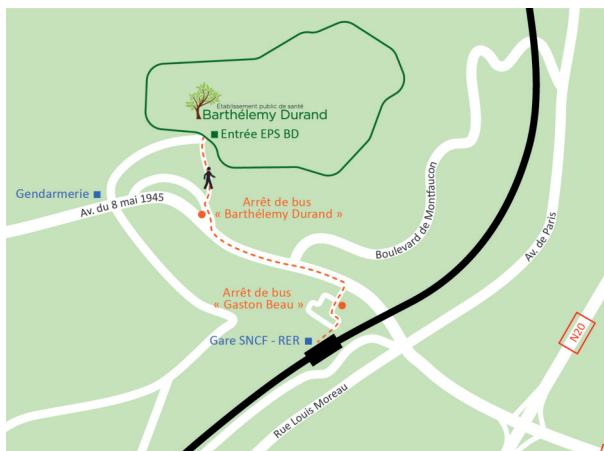 Établissement public de santé
Barthélemy Durand
Entrée EPS BD
Gendarmerie
Av. du 8 mai 1945
Arrêt de bus
« Barthélemy Durand »
Boulevard de Montfaucon
Av. de Paris
Arrêt de bus
« Gaston Beau »
Gare SNCF - RER
N20
Rue Louis Moreau